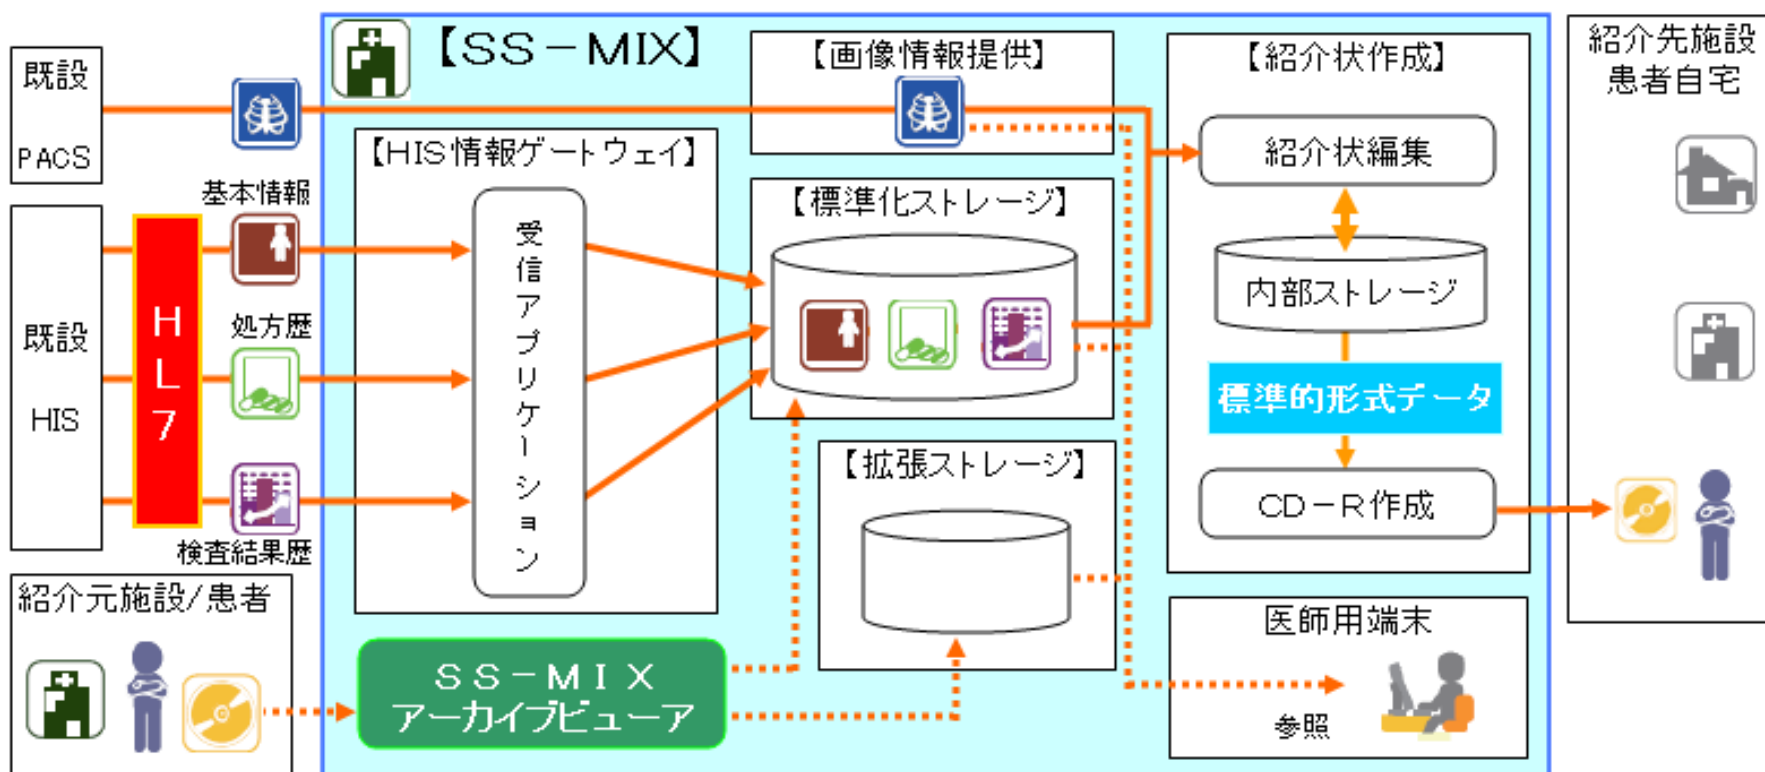 既設
PACS
【SS－MIX】
【画像情報提供】
【紹介状作成】
紹介先施設
患者自宅
【HIS情報ゲートウェイ】
紹介状編集
基本情報
【標準化ストレージ】
既設
HIS
HL7
受信アプリケーション
処方歴
内部ストレージ
標準的形式データ
【拡張ストレージ】
CD－R作成
検査結果歴
紹介元施設/患者
医師用端末
SS－MIX
アーカイブビューア
参照